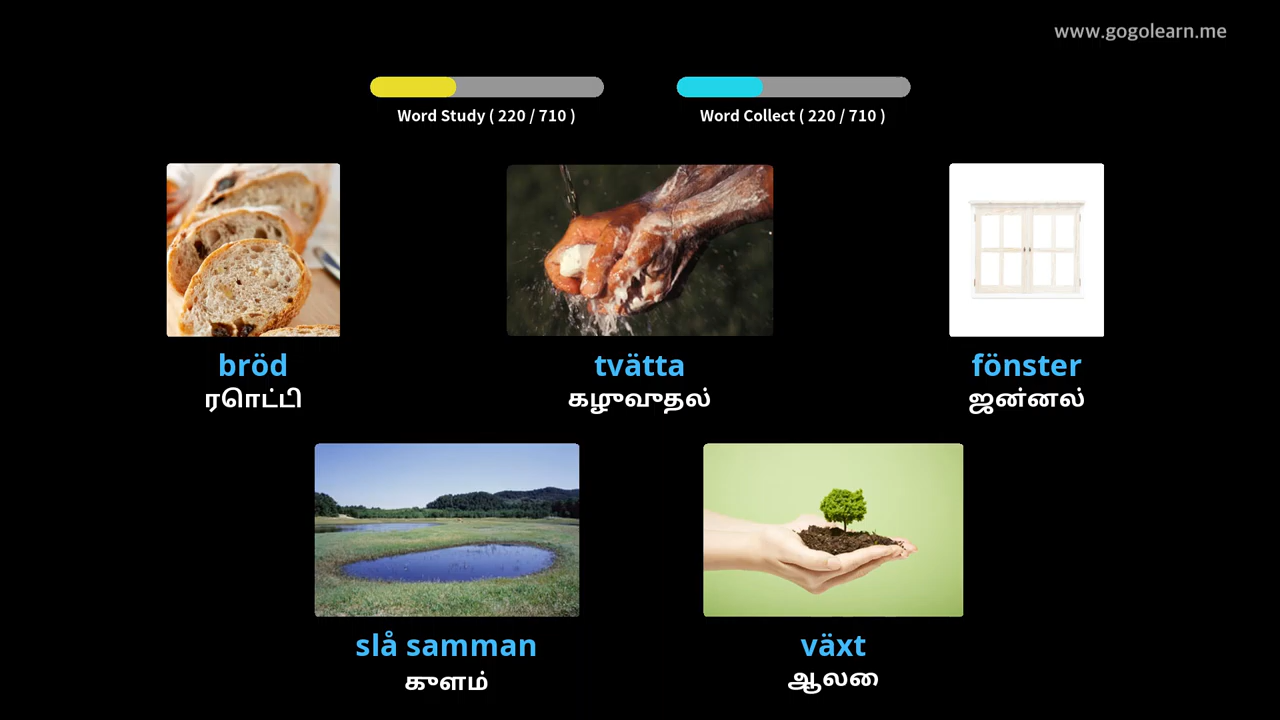 www.gogolearn.me
Word Study ( 220 / 710 )
Word Collect ( 220 / 710 )
bröd
tvätta
fönster
ரொட்டி
கழுவுதல்
ஜன்னல்
slå samman
växt
குளம்
ஆலை